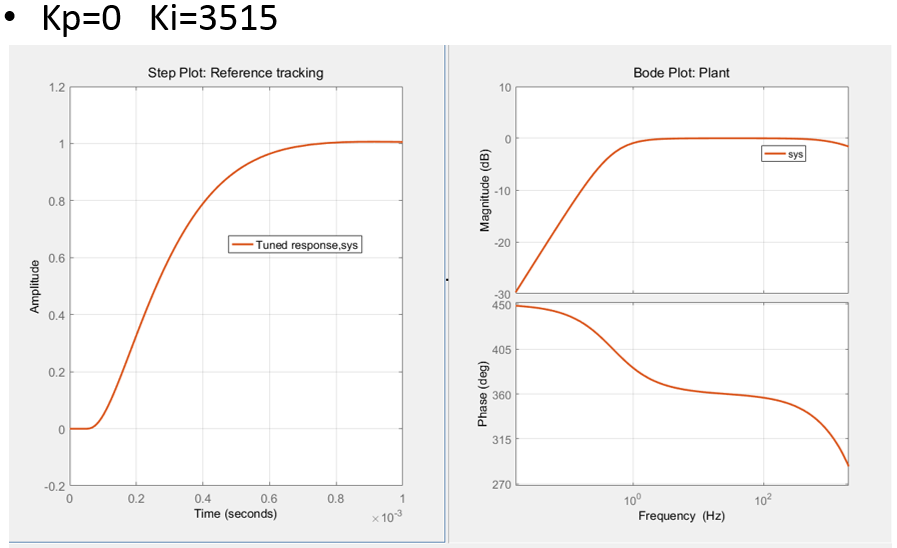 • Kp=0 Ki=3515
Step Plot: Reference tracking
1.2
1
0.8
0.6
0.4
0.2
0
-0.2
Amplitude
Tuned response,sys
0 0.2 0.4 0.6 0.8 1
Time (seconds)
×10⁻³
Bode Plot: Plant
10
0
-10
-20
-30
Magnitude (dB)
sys
450
405
360
315
270
Phase (deg)
10⁰ 10²
Frequency (Hz)